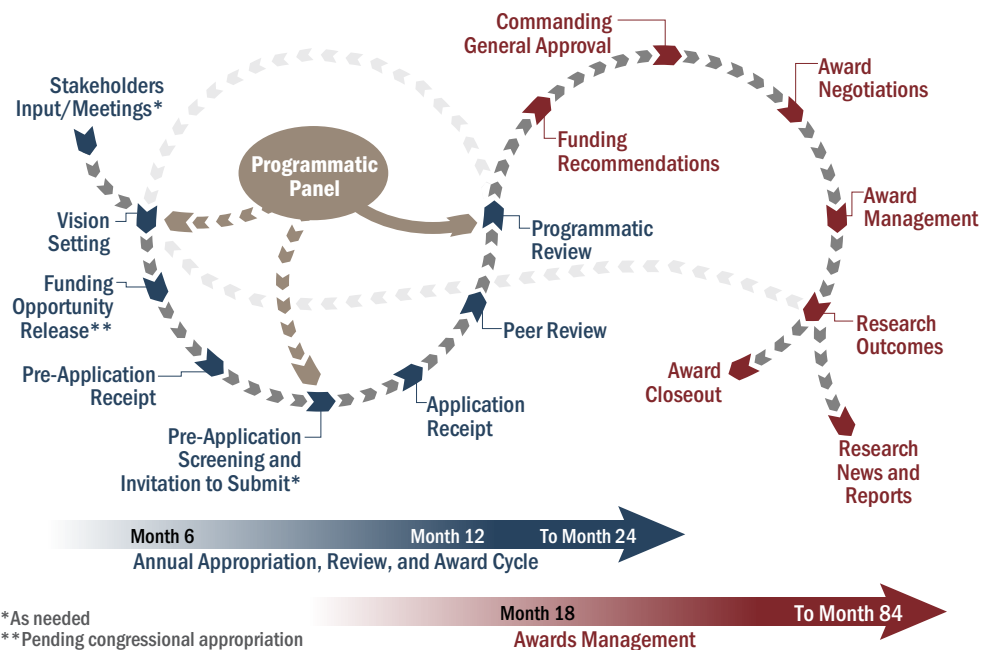 Commanding
General Approval
Stakeholders
Input/Meetings*
Award
Negotiations
Funding
Recommendations
Programmatic
Panel
Vision
Setting
Programmatic
Review
Award
Management
Funding
Opportunity
Release**
Peer Review
Research
Outcomes
Pre-Application
Receipt
Award
Closeout
Application
Receipt
Pre-Application
Screening and
Invitation to Submit*
Research
News and
Reports
Month 6
Month 12
To Month 24
Annual Appropriation, Review, and Award Cycle
Month 18
To Month 84
Awards Management
*As needed
**Pending congressional appropriation